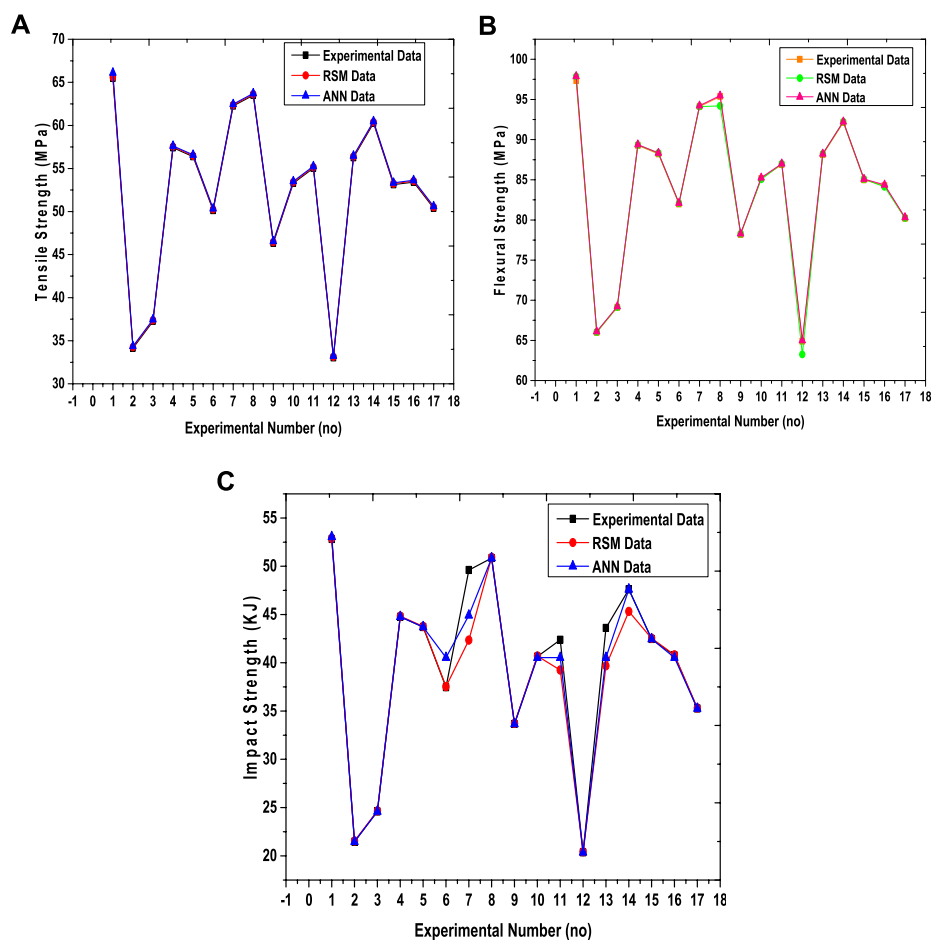 A
Tensile Strength (MPa)
70
65
60
55
50
45
40
35
30
Experimental Data
RSM Data
ANN Data
-1 0 1 2 3 4 5 6 7 8 9 10 11 12 13 14 15 16 17 18
Experimental Number (no)
B
Flexural Strength (MPa)
100
95
90
85
80
75
70
65
60
Experimental Data
RSM Data
ANN Data
-1 0 1 2 3 4 5 6 7 8 9 10 11 12 13 14 15 16 17 18
Experimental Number (no)
C
Impact Strength (KJ)
55
50
45
40
35
30
25
20
Experimental Data
RSM Data
ANN Data
-1 0 1 2 3 4 5 6 7 8 9 10 11 12 13 14 15 16 17 18
Experimental Number (no)